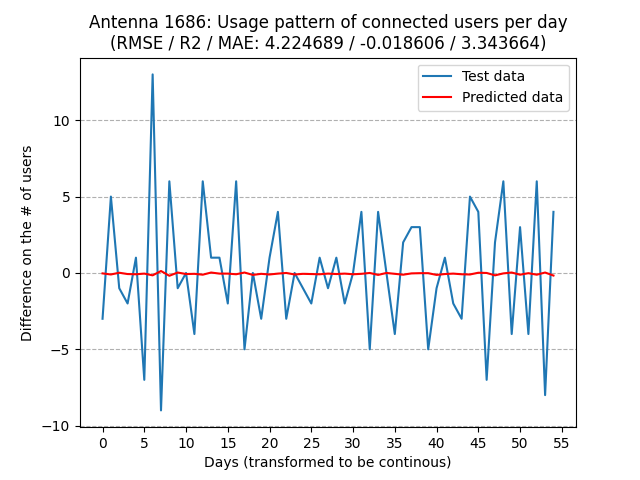 Antenna 1686: Usage pattern of connected users per day
(RMSE / R2 / MAE: 4.224689 / -0.018606 / 3.343664)
Test data
Predicted data
Difference on the # of users
10
5
0
−5
−10
0 5 10 15 20 25 30 35 40 45 50 55
Days (transformed to be continous)